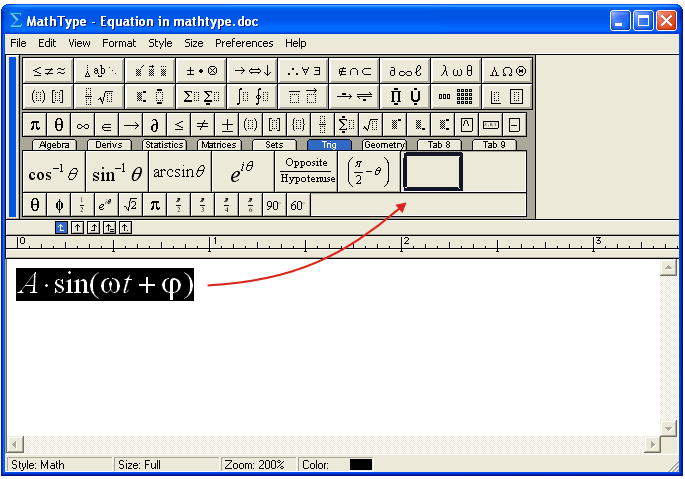 MathType - Equation in mathtype.doc
File Edit View Format Style Size Preferences Help
≤ ≠ ≈ ± • ⊗ → ⇔ ↓ ∴ ∀ ∃ ∉ ∩ ⊂ ∂ ∞ ℓ λ ω θ Λ Ω Θ
π θ ∞ ∈ → ∂ ≤ ≠ ±
Algebra Derivs Statistics Matrices Sets Trig Geometry Tab 8 Tab 9
cos⁻¹ θ sin⁻¹ θ arcsin θ e^{iθ} Opposite/Hypotenuse (π/2 − θ)
θ ϕ 1/2 e^{iθ} √2 π π/2 π/3 π/4 π/6 90° 60°
0 1 2 3
A · sin(ωt + φ)
Style: Math Size: Full Zoom: 200% Color: